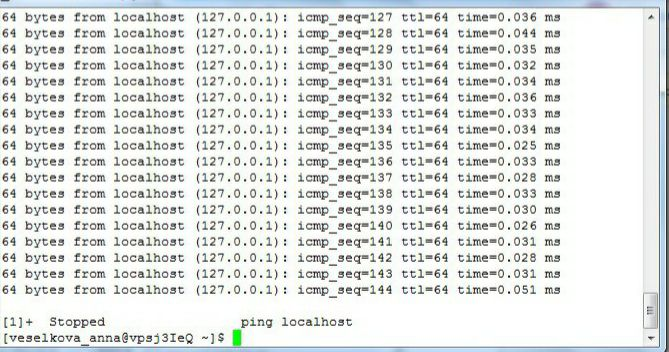 64 bytes from localhost (127.0.0.1): icmp_seq=127 ttl=64 time=0.036 ms
64 bytes from localhost (127.0.0.1): icmp_seq=128 ttl=64 time=0.044 ms
64 bytes from localhost (127.0.0.1): icmp_seq=129 ttl=64 time=0.035 ms
64 bytes from localhost (127.0.0.1): icmp_seq=130 ttl=64 time=0.032 ms
64 bytes from localhost (127.0.0.1): icmp_seq=131 ttl=64 time=0.034 ms
64 bytes from localhost (127.0.0.1): icmp_seq=132 ttl=64 time=0.036 ms
64 bytes from localhost (127.0.0.1): icmp_seq=133 ttl=64 time=0.033 ms
64 bytes from localhost (127.0.0.1): icmp_seq=134 ttl=64 time=0.034 ms
64 bytes from localhost (127.0.0.1): icmp_seq=135 ttl=64 time=0.025 ms
64 bytes from localhost (127.0.0.1): icmp_seq=136 ttl=64 time=0.033 ms
64 bytes from localhost (127.0.0.1): icmp_seq=137 ttl=64 time=0.028 ms
64 bytes from localhost (127.0.0.1): icmp_seq=138 ttl=64 time=0.033 ms
64 bytes from localhost (127.0.0.1): icmp_seq=139 ttl=64 time=0.030 ms
64 bytes from localhost (127.0.0.1): icmp_seq=140 ttl=64 time=0.026 ms
64 bytes from localhost (127.0.0.1): icmp_seq=141 ttl=64 time=0.031 ms
64 bytes from localhost (127.0.0.1): icmp_seq=142 ttl=64 time=0.028 ms
64 bytes from localhost (127.0.0.1): icmp_seq=143 ttl=64 time=0.031 ms
64 bytes from localhost (127.0.0.1): icmp_seq=144 ttl=64 time=0.051 ms
[1]+  Stopped                 ping localhost
[veselkova_anna@vpsj3IeQ ~]$